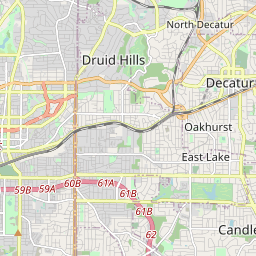 North Decatur
Druid Hills
Decatur
Oakhurst
East Lake
60B
61A
59B
59A
61B
61B
62
Candle